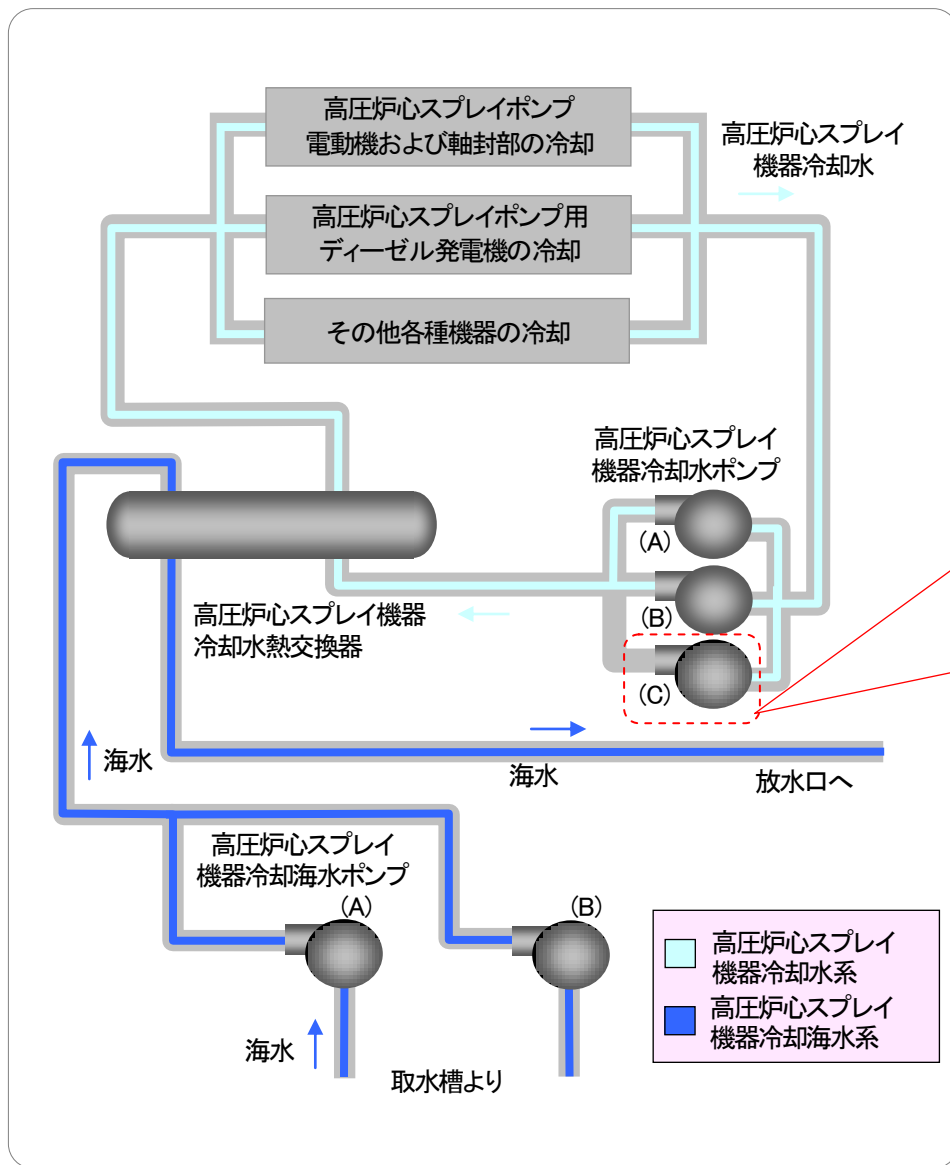 高圧炉心スプレイポンプ
電動機および軸封部の冷却
高圧炉心スプレイ
機器冷却水
高圧炉心スプレイポンプ用
ディーゼル発電機の冷却
その他各種機器の冷却
高圧炉心スプレイ
機器冷却水ポンプ
(A)
(B)
(C)
高圧炉心スプレイ機器
冷却水熱交換器
海水
海水
放水口へ
高圧炉心スプレイ
機器冷却海水ポンプ
(A)
(B)
海水
取水槽より
高圧炉心スプレイ
機器冷却水系
高圧炉心スプレイ
機器冷却海水系